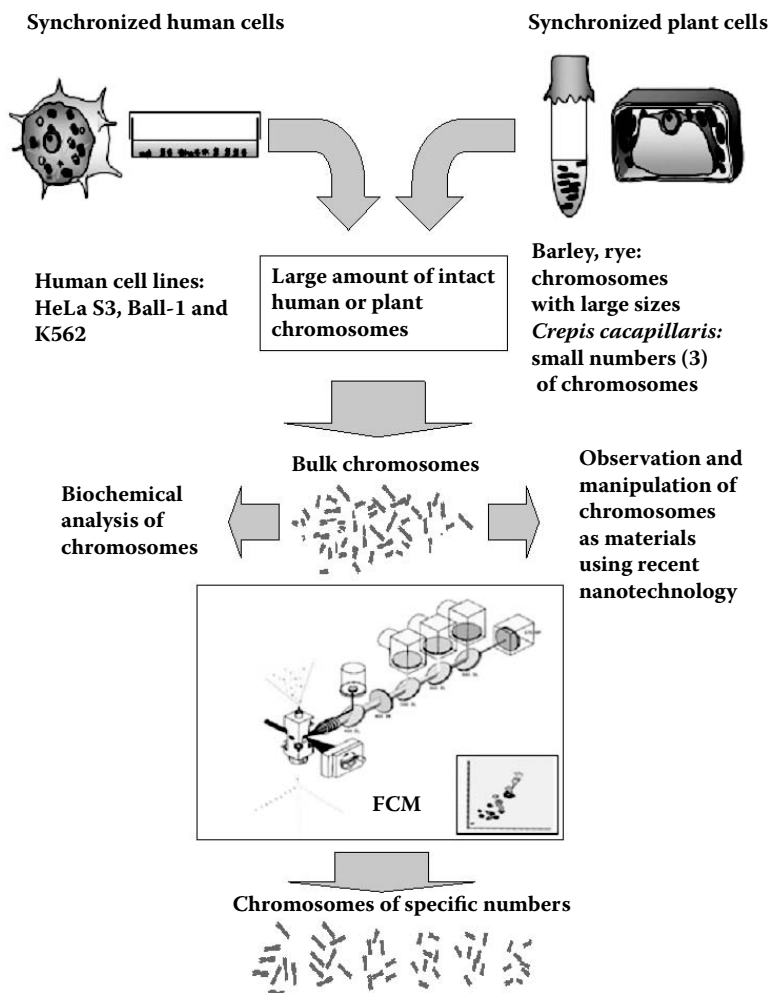 Synchronized human cells
Synchronized plant cells
Human cell lines:
HeLa S3, Ball-1 and
K562
Large amount of intact
human or plant
chromosomes
Barley, rye:
chromosomes
with large sizes
Crepis cacapillaris:
small numbers (3)
of chromosomes
Bulk chromosomes
Biochemical
analysis of
chromosomes
Observation and
manipulation of
chromosomes
as materials
using recent
nanotechnology
FCM
Chromosomes of specific numbers